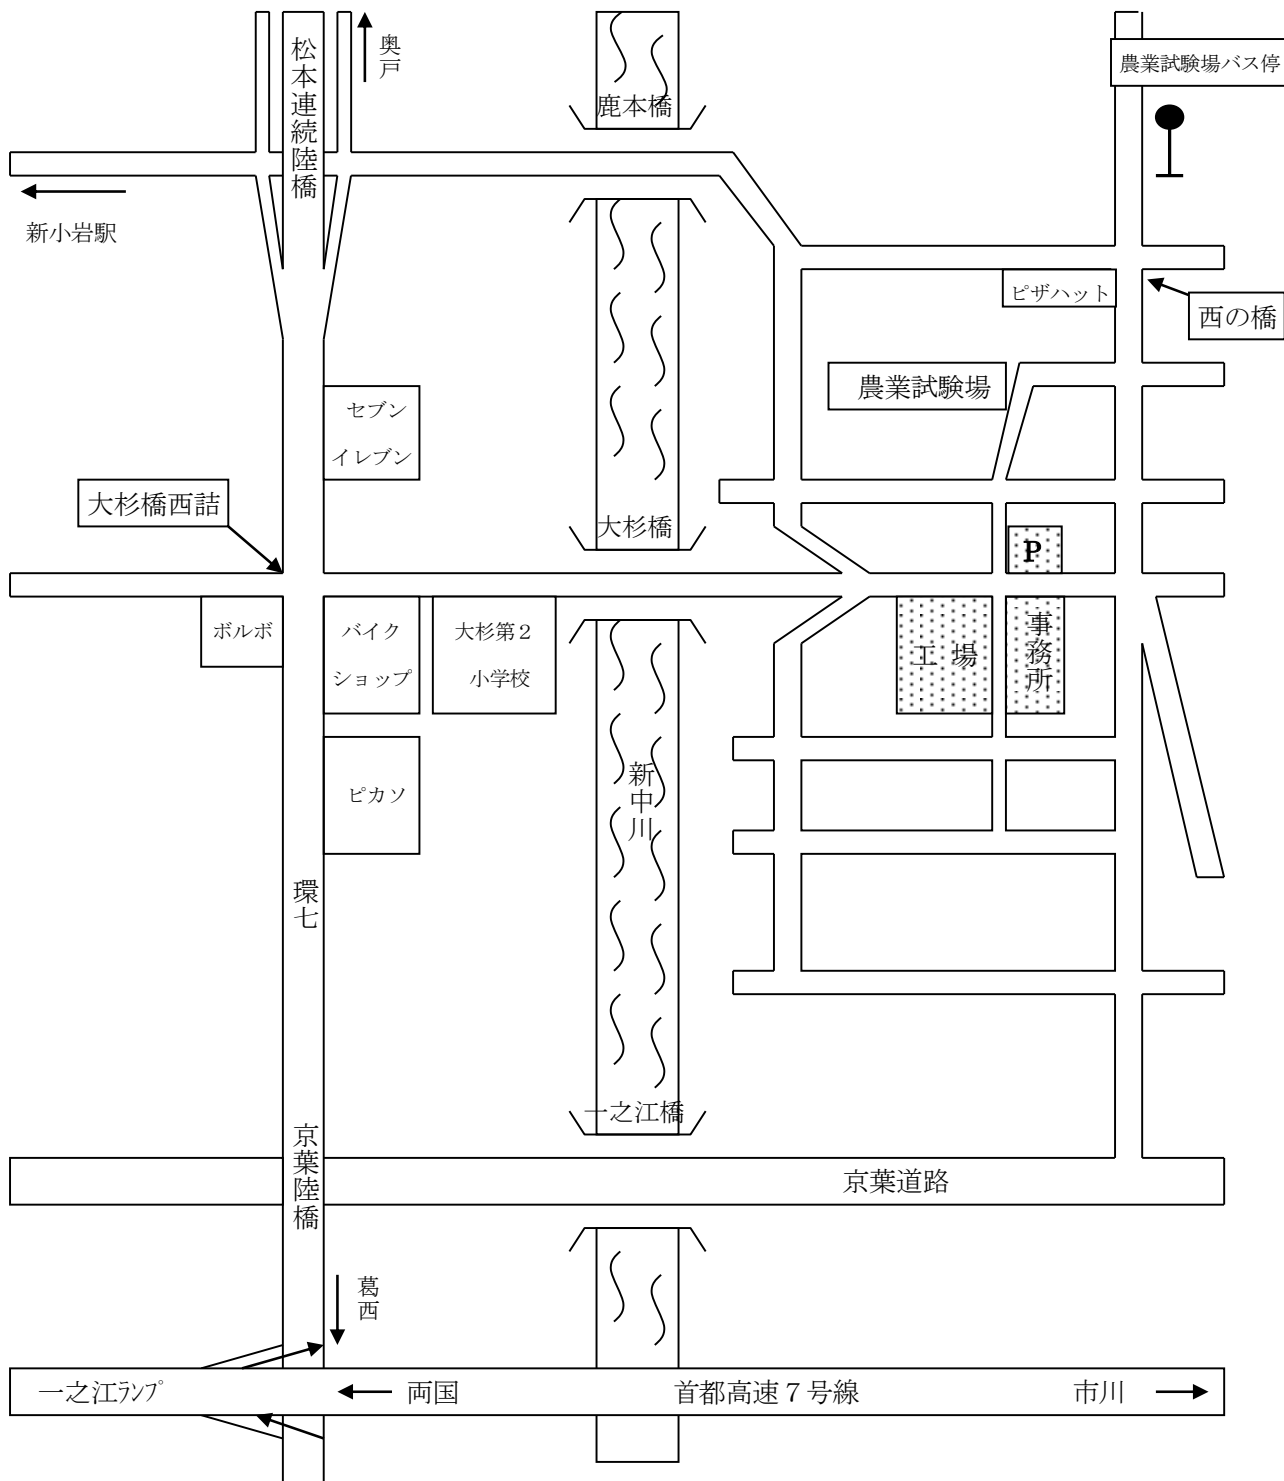 松本連続陸橋
奥戸
鹿本橋
農業試験場バス停
新小岩駅
ピザハット
西の橋
農業試験場
セブン
イレブン
大杉橋西詰
大杉橋
P
ボルボ
バイク
ショップ
大杉第２
小学校
工 場
事務所
新中川
ピカソ
環七
一之江橋
京葉陸橋
京葉道路
葛西
一之江ﾗﾝﾌﾟ
両国
首都高速７号線
市川